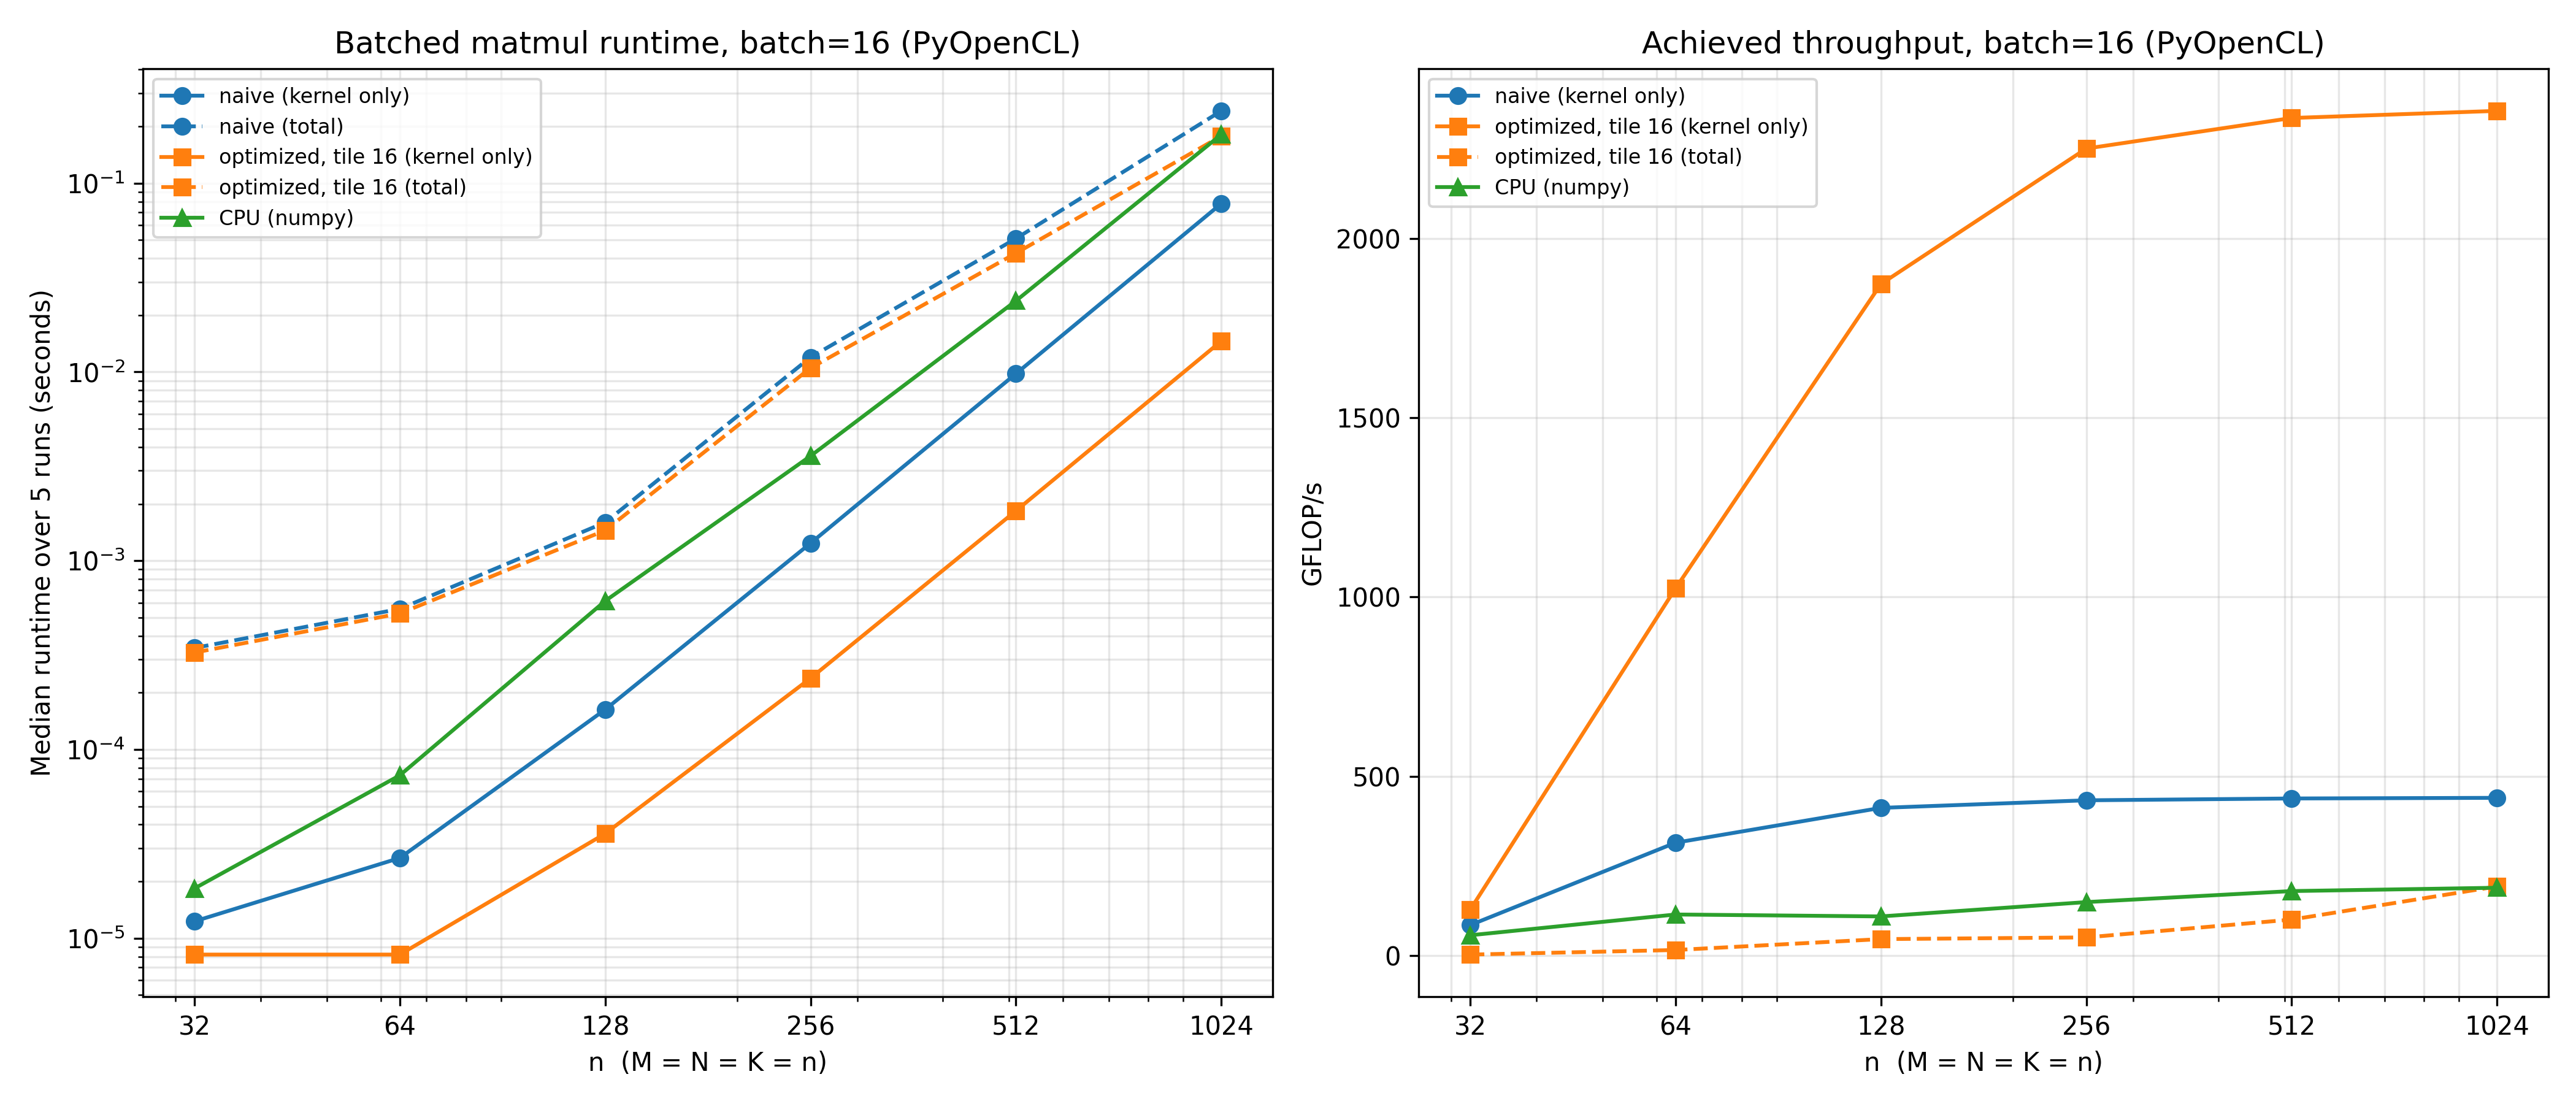 Batched matmul runtime, batch=16 (PyOpenCL)
naive (kernel only)
naive (total)
optimized, tile 16 (kernel only)
optimized, tile 16 (total)
CPU (numpy)
Median runtime over 5 runs (seconds)
10⁻¹
10⁻²
10⁻³
10⁻⁴
10⁻⁵
32 64 128 256 512 1024
n (M = N = K = n)
Achieved throughput, batch=16 (PyOpenCL)
naive (kernel only)
optimized, tile 16 (kernel only)
optimized, tile 16 (total)
CPU (numpy)
GFLOP/s
2000
1500
1000
500
0
32 64 128 256 512 1024
n (M = N = K = n)